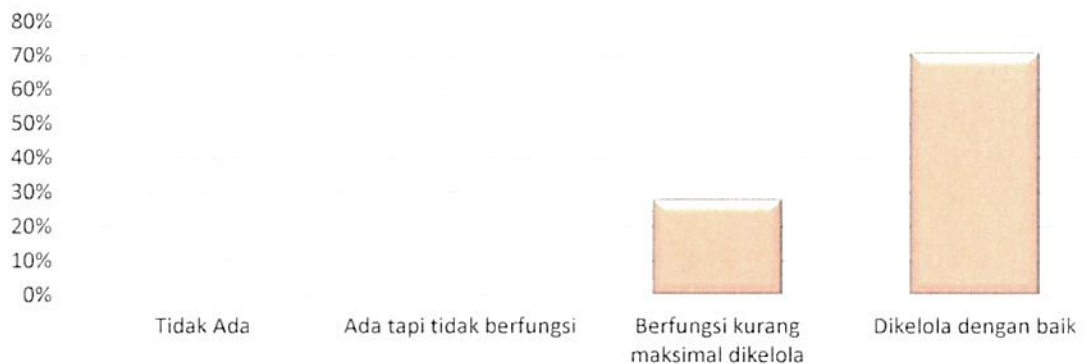 80%
70%
60%
50%
40%
30%
20%
10%
0%
Tidak Ada
Ada tapi tidak berfungsi
Berfungsi kurang
maksimal dikelola
Dikelola dengan baik